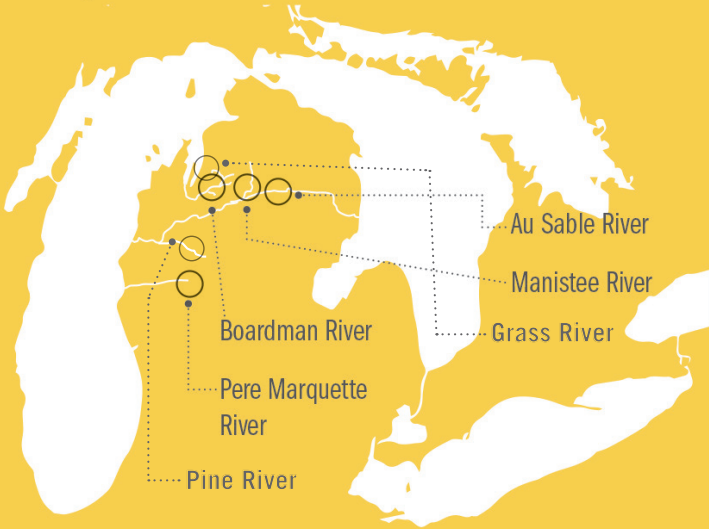 Au Sable River
Manistee River
Grass River
Boardman River
Pere Marquette
River
Pine River